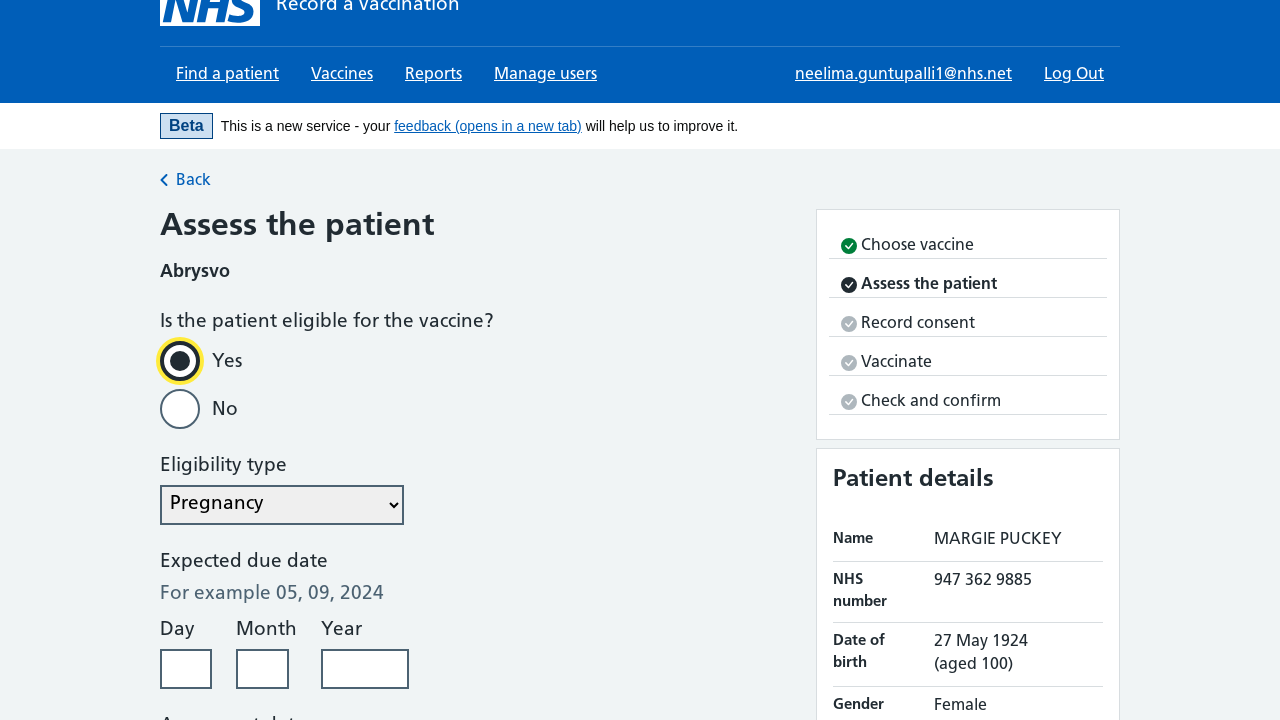 NHS Record a vaccination
Find a patient Vaccines Reports Manage users neelima.guntupalli1@nhs.net Log Out
Beta This is a new service - your feedback (opens in a new tab) will help us to improve it.
Back
Assess the patient
Abrysvo
Is the patient eligible for the vaccine?
Yes
No
Eligibility type
Pregnancy
Expected due date
For example 05, 09, 2024
Day Month Year
Choose vaccine
Assess the patient
Record consent
Vaccinate
Check and confirm
Patient details
Name MARGIE PUCKEY
NHS number 947 362 9885
Date of birth 27 May 1924 (aged 100)
Gender Female